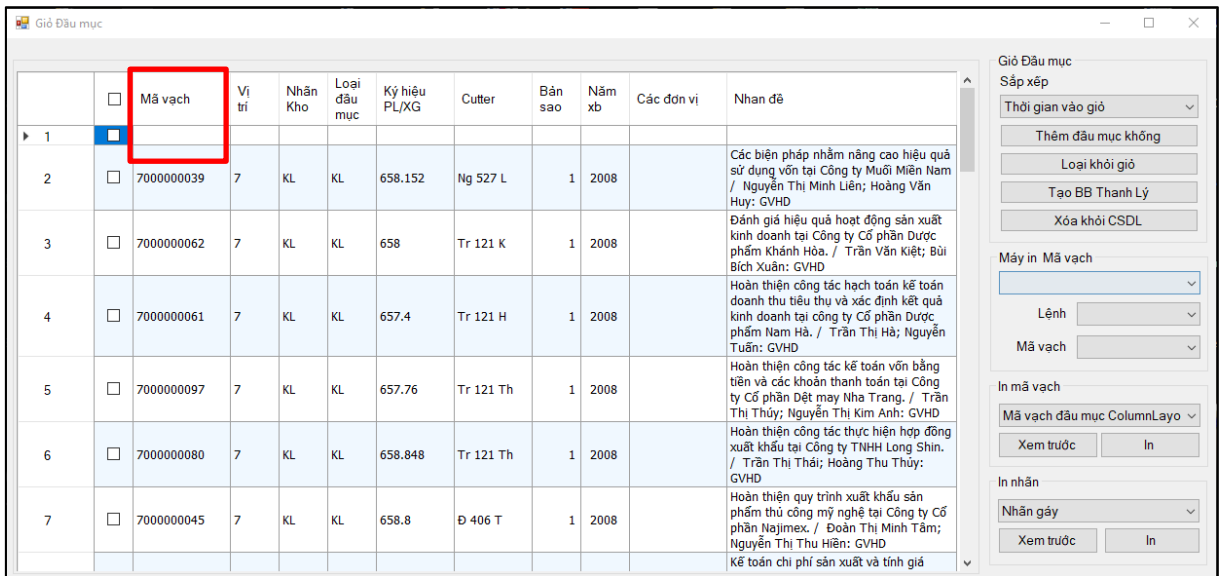 Giỏ Đầu mục
Mã vạch
Vị
trí
Nhãn
Kho
Loại
đầu
mục
Ký hiệu
PL/XG
Cutter
Bản
sao
Năm
xb
Các đơn vị
Nhan đề
1
2
7000000039 7 KL KL 658.152 Ng 527 L 1 2008
Các biện pháp nhằm nâng cao hiệu quả
sử dụng vốn tại Công ty Muối Miền Nam
/ Nguyễn Thị Minh Liên; Hoàng Văn
Huy: GVHD
3
7000000062 7 KL KL 658 Tr 121 K 1 2008
Đánh giá hiệu quả hoạt động sản xuất
kinh doanh tại Công ty Cổ phần Dược
phẩm Khánh Hòa. / Trần Văn Kiệt; Bùi
Bích Xuân: GVHD
4
7000000061 7 KL KL 657.4 Tr 121 H 1 2008
Hoàn thiện công tác hạch toán kế toán
doanh thu tiêu thụ và xác định kết quả
kinh doanh tại công ty Cổ phần Dược
phẩm Nam Hà. / Trần Thị Hà; Nguyễn
Tuấn: GVHD
5
7000000097 7 KL KL 657.76 Tr 121 Th 1 2008
Hoàn thiện công tác kế toán vốn bằng
tiền và các khoản thanh toán tại Công
ty Cổ phần Dệt may Nha Trang. / Trần
Thị Thúy; Nguyễn Thị Kim Anh: GVHD
6
7000000080 7 KL KL 658.848 Tr 121 Th 1 2008
Hoàn thiện công tác thực hiện hợp đồng
xuất khẩu tại Công ty TNHH Long Shin.
/ Trần Thị Thái; Hoàng Thu Thủy:
GVHD
7
7000000045 7 KL KL 658.8 Đ 406 T 1 2008
Hoàn thiện quy trình xuất khẩu sản
phẩm thủ công mỹ nghệ tại Công ty Cổ
phần Najimex. / Đoàn Thị Minh Tâm;
Nguyễn Thị Thu Hiền: GVHD
Kế toán chi phí sản xuất và tính giá
Giỏ Đầu mục
Sắp xếp
Thời gian vào giỏ
Thêm đầu mục khống
Loại khỏi giỏ
Tạo BB Thanh Lý
Xóa khỏi CSDL
Máy in Mã vạch
Lệnh
Mã vạch
In mã vạch
Mã vạch đầu mục ColumnLayo
Xem trước In
In nhãn
Nhãn gáy
Xem trước In